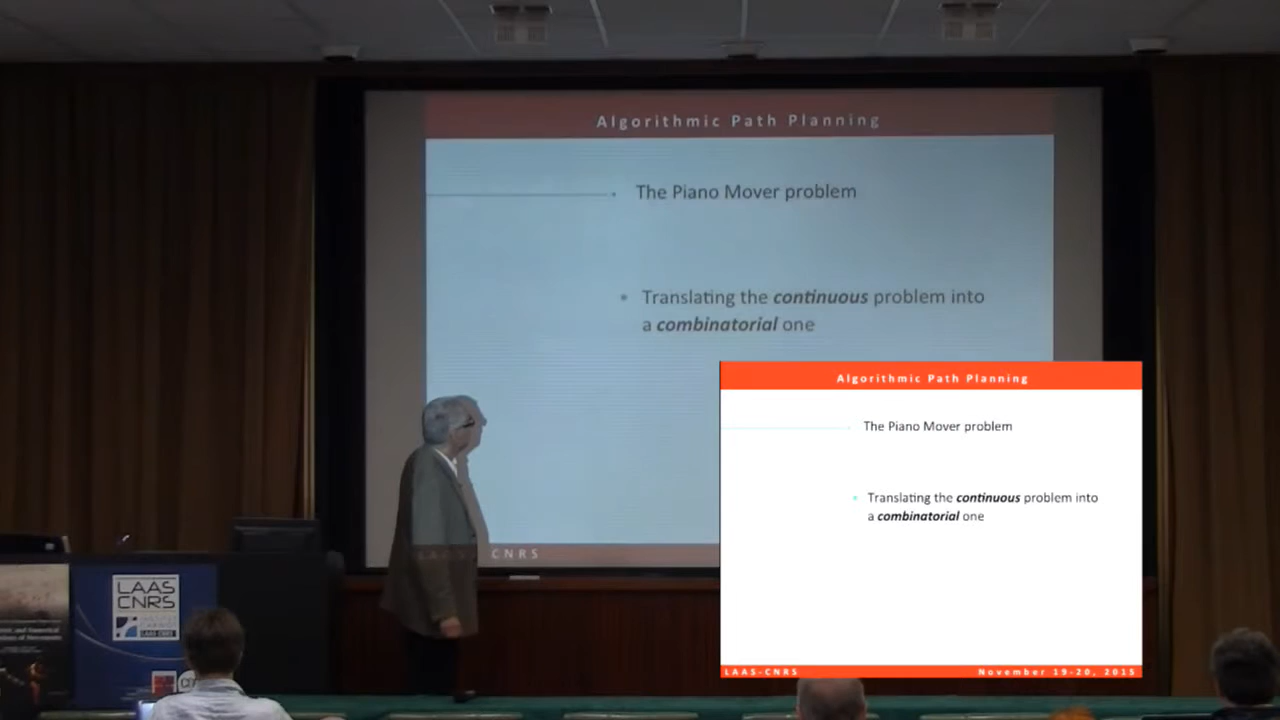 Algorithmic Path Planning
The Piano Mover problem
• Translating the continuous problem into
a combinatorial one
CNRS
Algorithmic Path Planning
The Piano Mover problem
• Translating the continuous problem into
a combinatorial one
LAAS-CNRS
November 19-20, 2015
LAAS
CNRS
LAAS CNRS